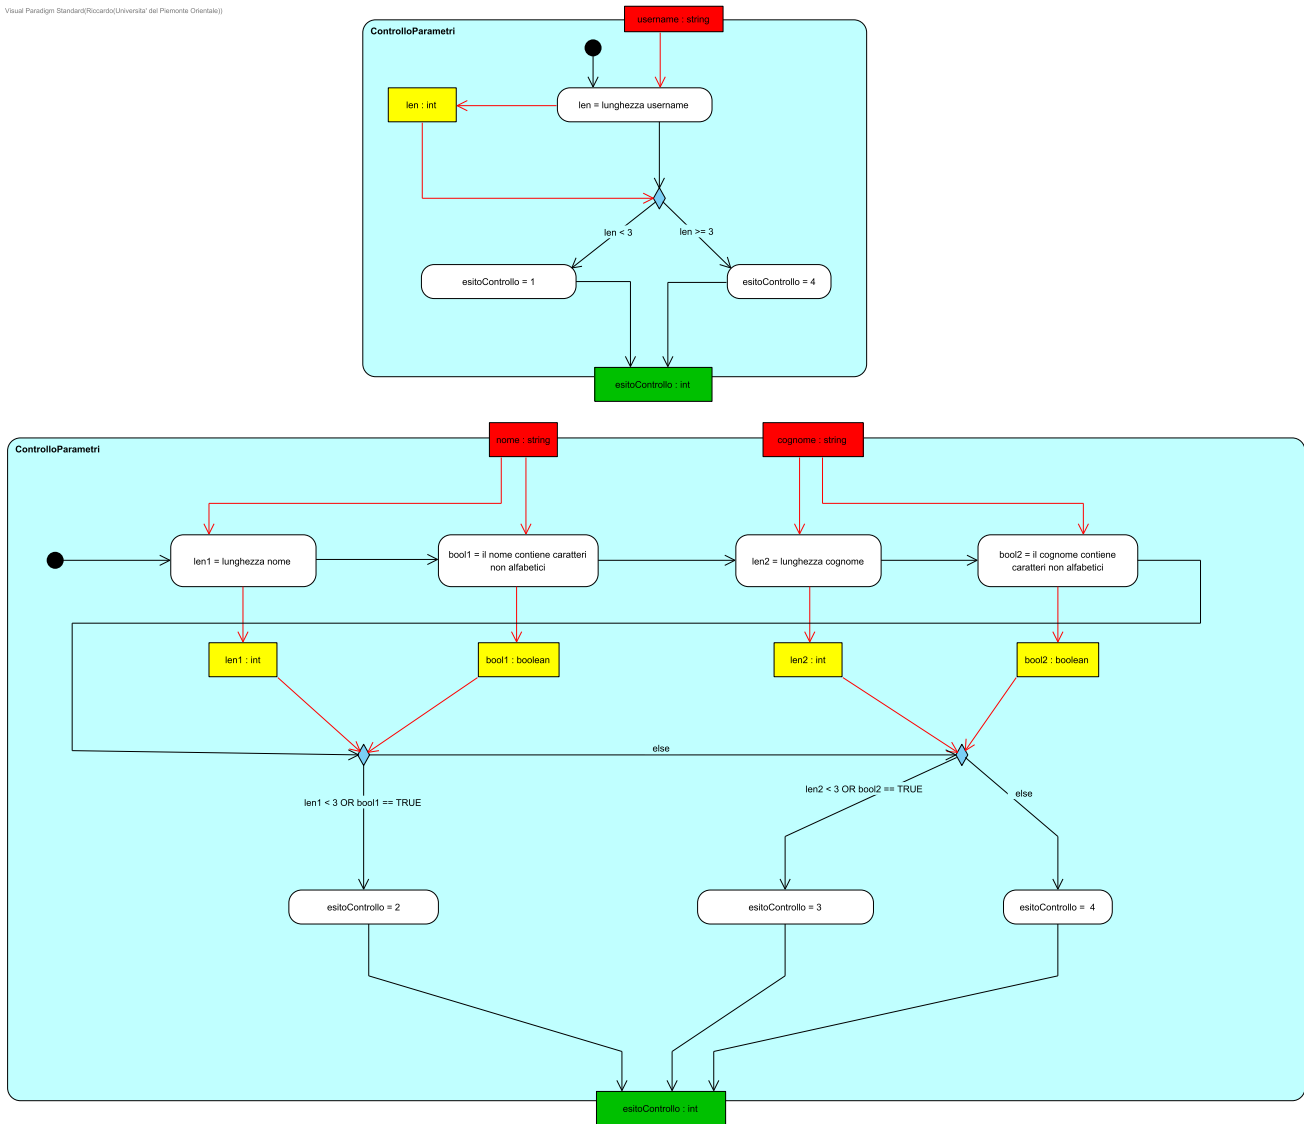 Visual Paradigm Standard(Riccardo(Universita' del Piemonte Orientale))
username : string
ControlloParametri
len : int
len = lunghezza username
len < 3
len >= 3
esitoControllo = 1
esitoControllo = 4
esitoControllo : int
nome : string
cognome : string
ControlloParametri
len1 = lunghezza nome
bool1 = il nome contiene caratteri
non alfabetici
len2 = lunghezza cognome
bool2 = il cognome contiene
caratteri non alfabetici
len1 : int
bool1 : boolean
len2 : int
bool2 : boolean
else
len1 < 3 OR bool1 == TRUE
len2 < 3 OR bool2 == TRUE
else
esitoControllo = 2
esitoControllo = 3
esitoControllo =  4
esitoControllo : int